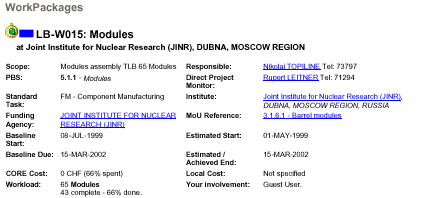 WorkPackages
LB-W015: Modules
at Joint Institute for Nuclear Research (JINR), DUBNA, MOSCOW REGION
Scope: Modules assembly TLB 65 Modules Responsible: Nikolai TOPILINE Tel: 73797
PBS: 5.1.1 - Modules Direct Project Monitor: Rupert LEITNER Tel: 71294
Standard Task: FM - Component Manufacturing Institute: Joint Institute for Nuclear Research (JINR), DUBNA, MOSCOW REGION, RUSSIA
Funding Agency: JOINT INSTITUTE FOR NUCLEAR RESEARCH (JINR) MoU Reference: 3.1.6.1 - Barrel modules
Baseline Start: 08-JUL-1999 Estimated Start: 01-MAY-1999
Baseline Due: 15-MAR-2002 Estimated / Achieved End: 15-MAR-2002
CORE Cost: 0 CHF (66% spent) Local Cost: Not specified
Workload: 65 Modules Your involvement: Guest User.
43 complete - 66% done.